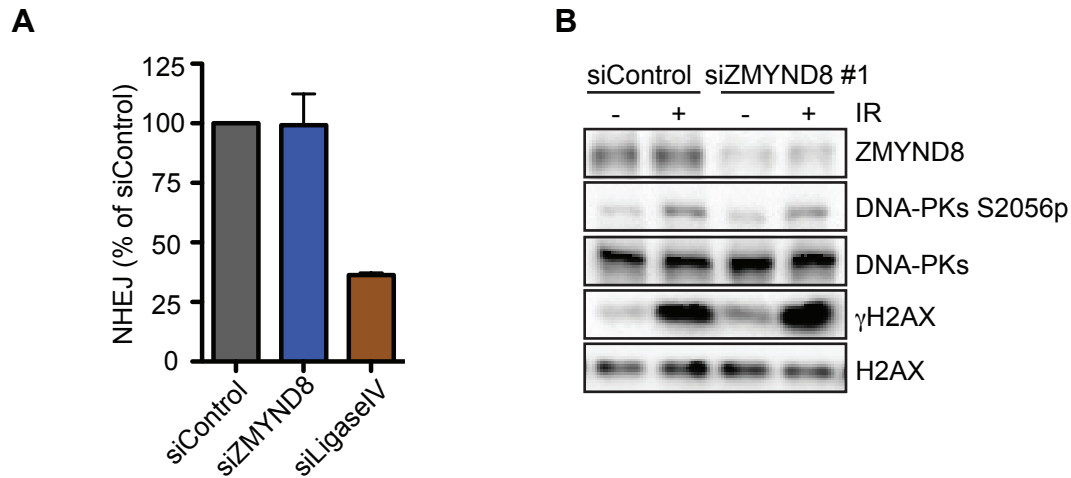 A
NHEJ (% of siControl)
125
100
75
50
25
0
siControl
siZMYND8
siLigaseIV
B
siControl siZMYND8 #1
- + - + IR
ZMYND8
DNA-PKs S2056p
DNA-PKs
γH2AX
H2AX